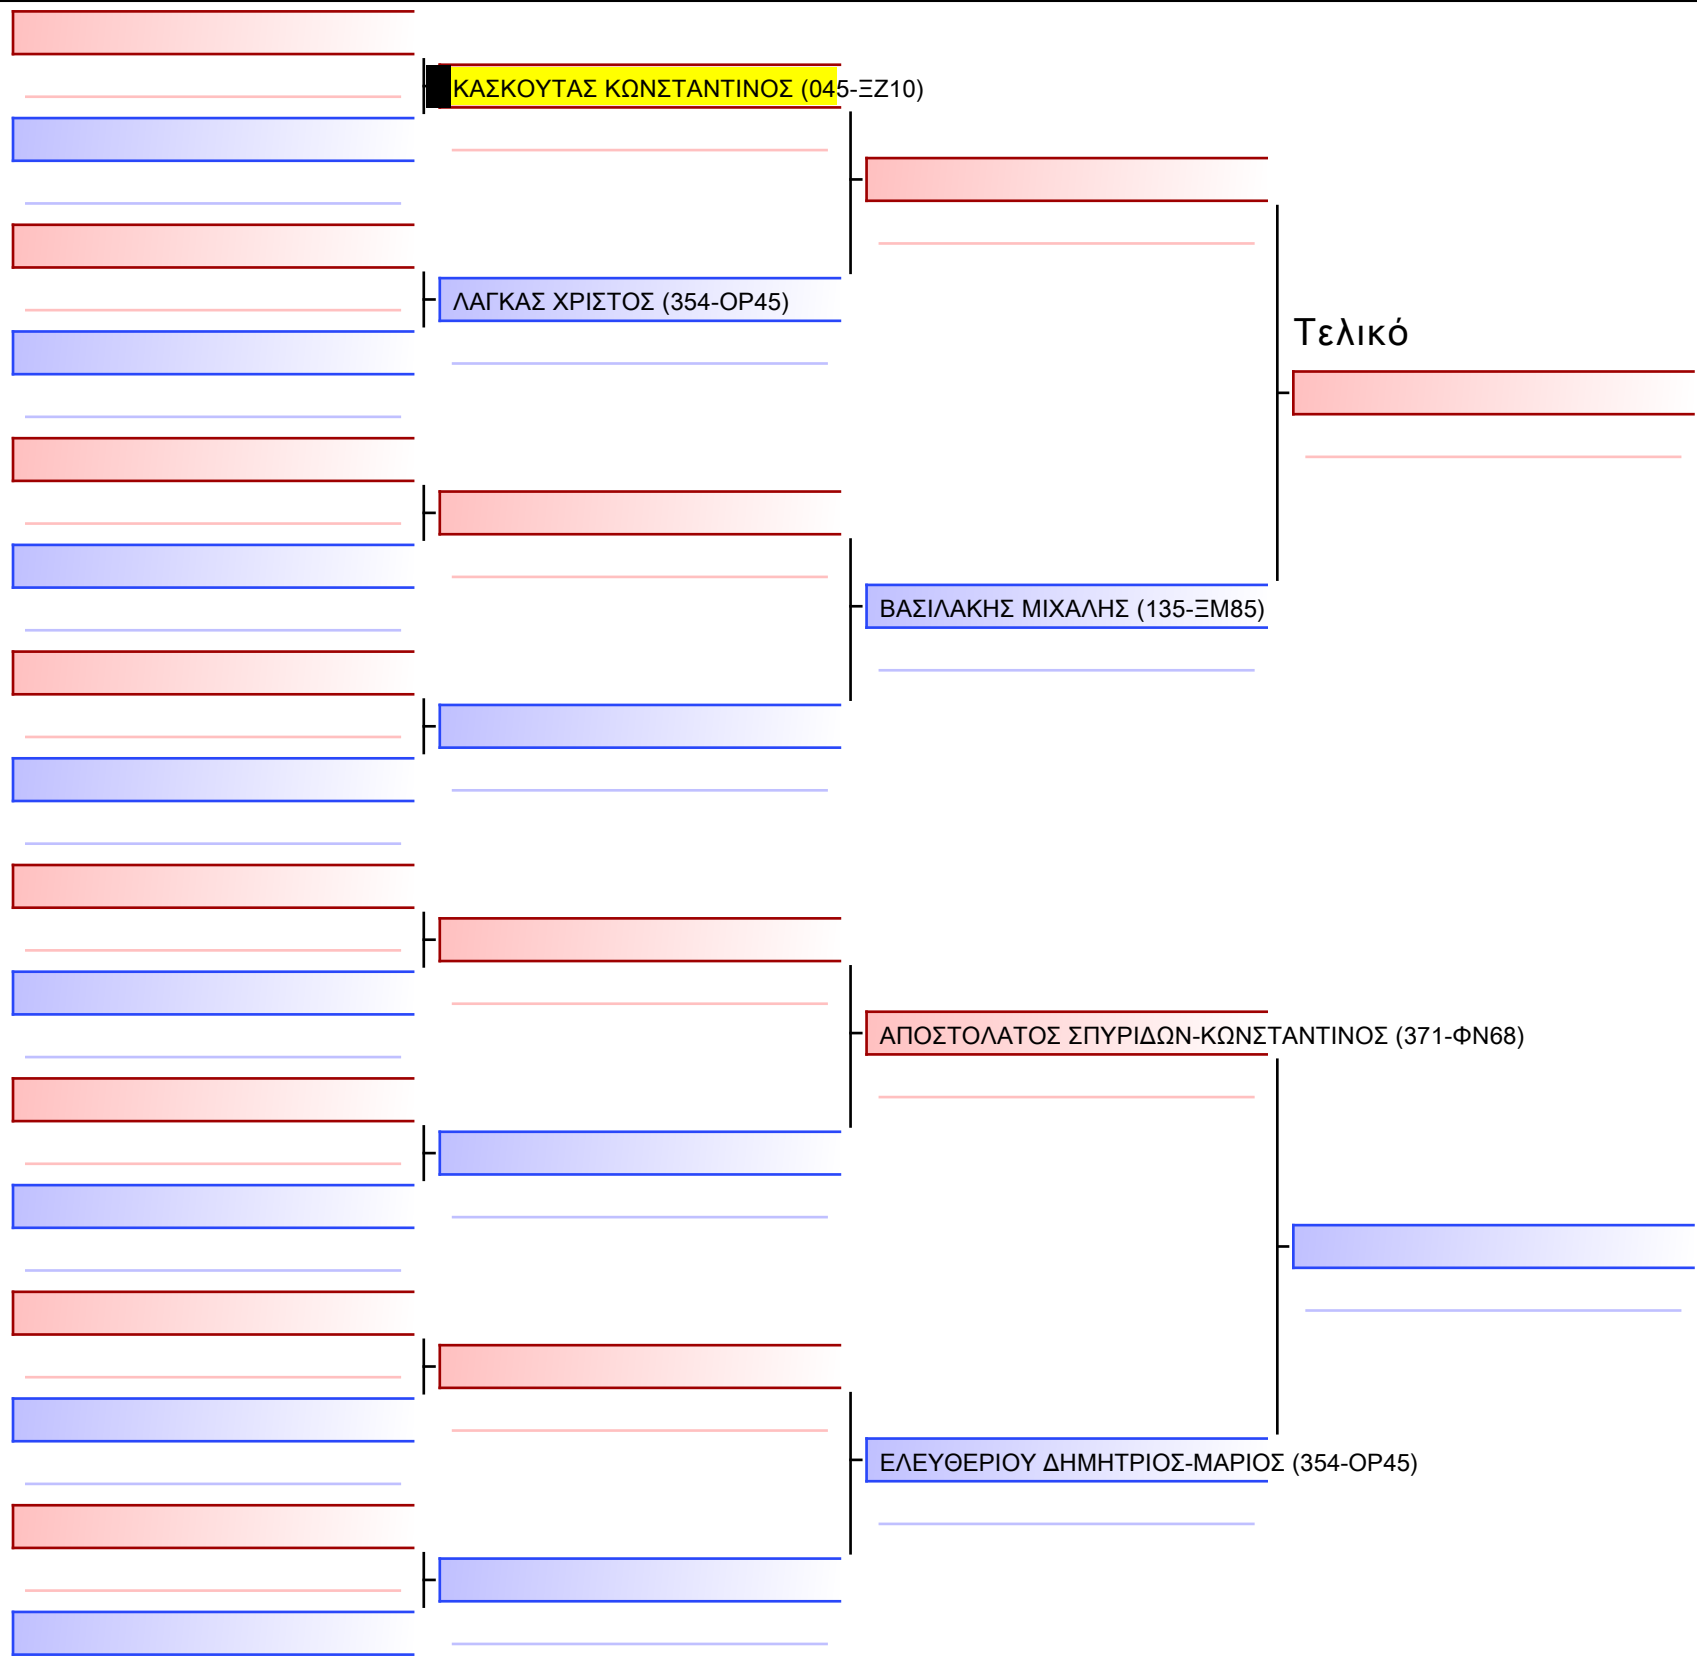 ΚΑΣΚΟΥΤΑΣ ΚΩΝΣΤΑΝΤΙΝΟΣ (045-ΞΖ10)
ΛΑΓΚΑΣ ΧΡΙΣΤΟΣ (354-ΟΡ45)
Τελικό
ΒΑΣΙΛΑΚΗΣ ΜΙΧΑΛΗΣ (135-ΞΜ85)
ΑΠΟΣΤΟΛΑΤΟΣ ΣΠΥΡΙΔΩΝ-ΚΩΝΣΤΑΝΤΙΝΟΣ (371-ΦΝ68)
ΕΛΕΥΘΕΡΙΟΥ ΔΗΜΗΤΡΙΟΣ-ΜΑΡΙΟΣ (354-ΟΡ45)